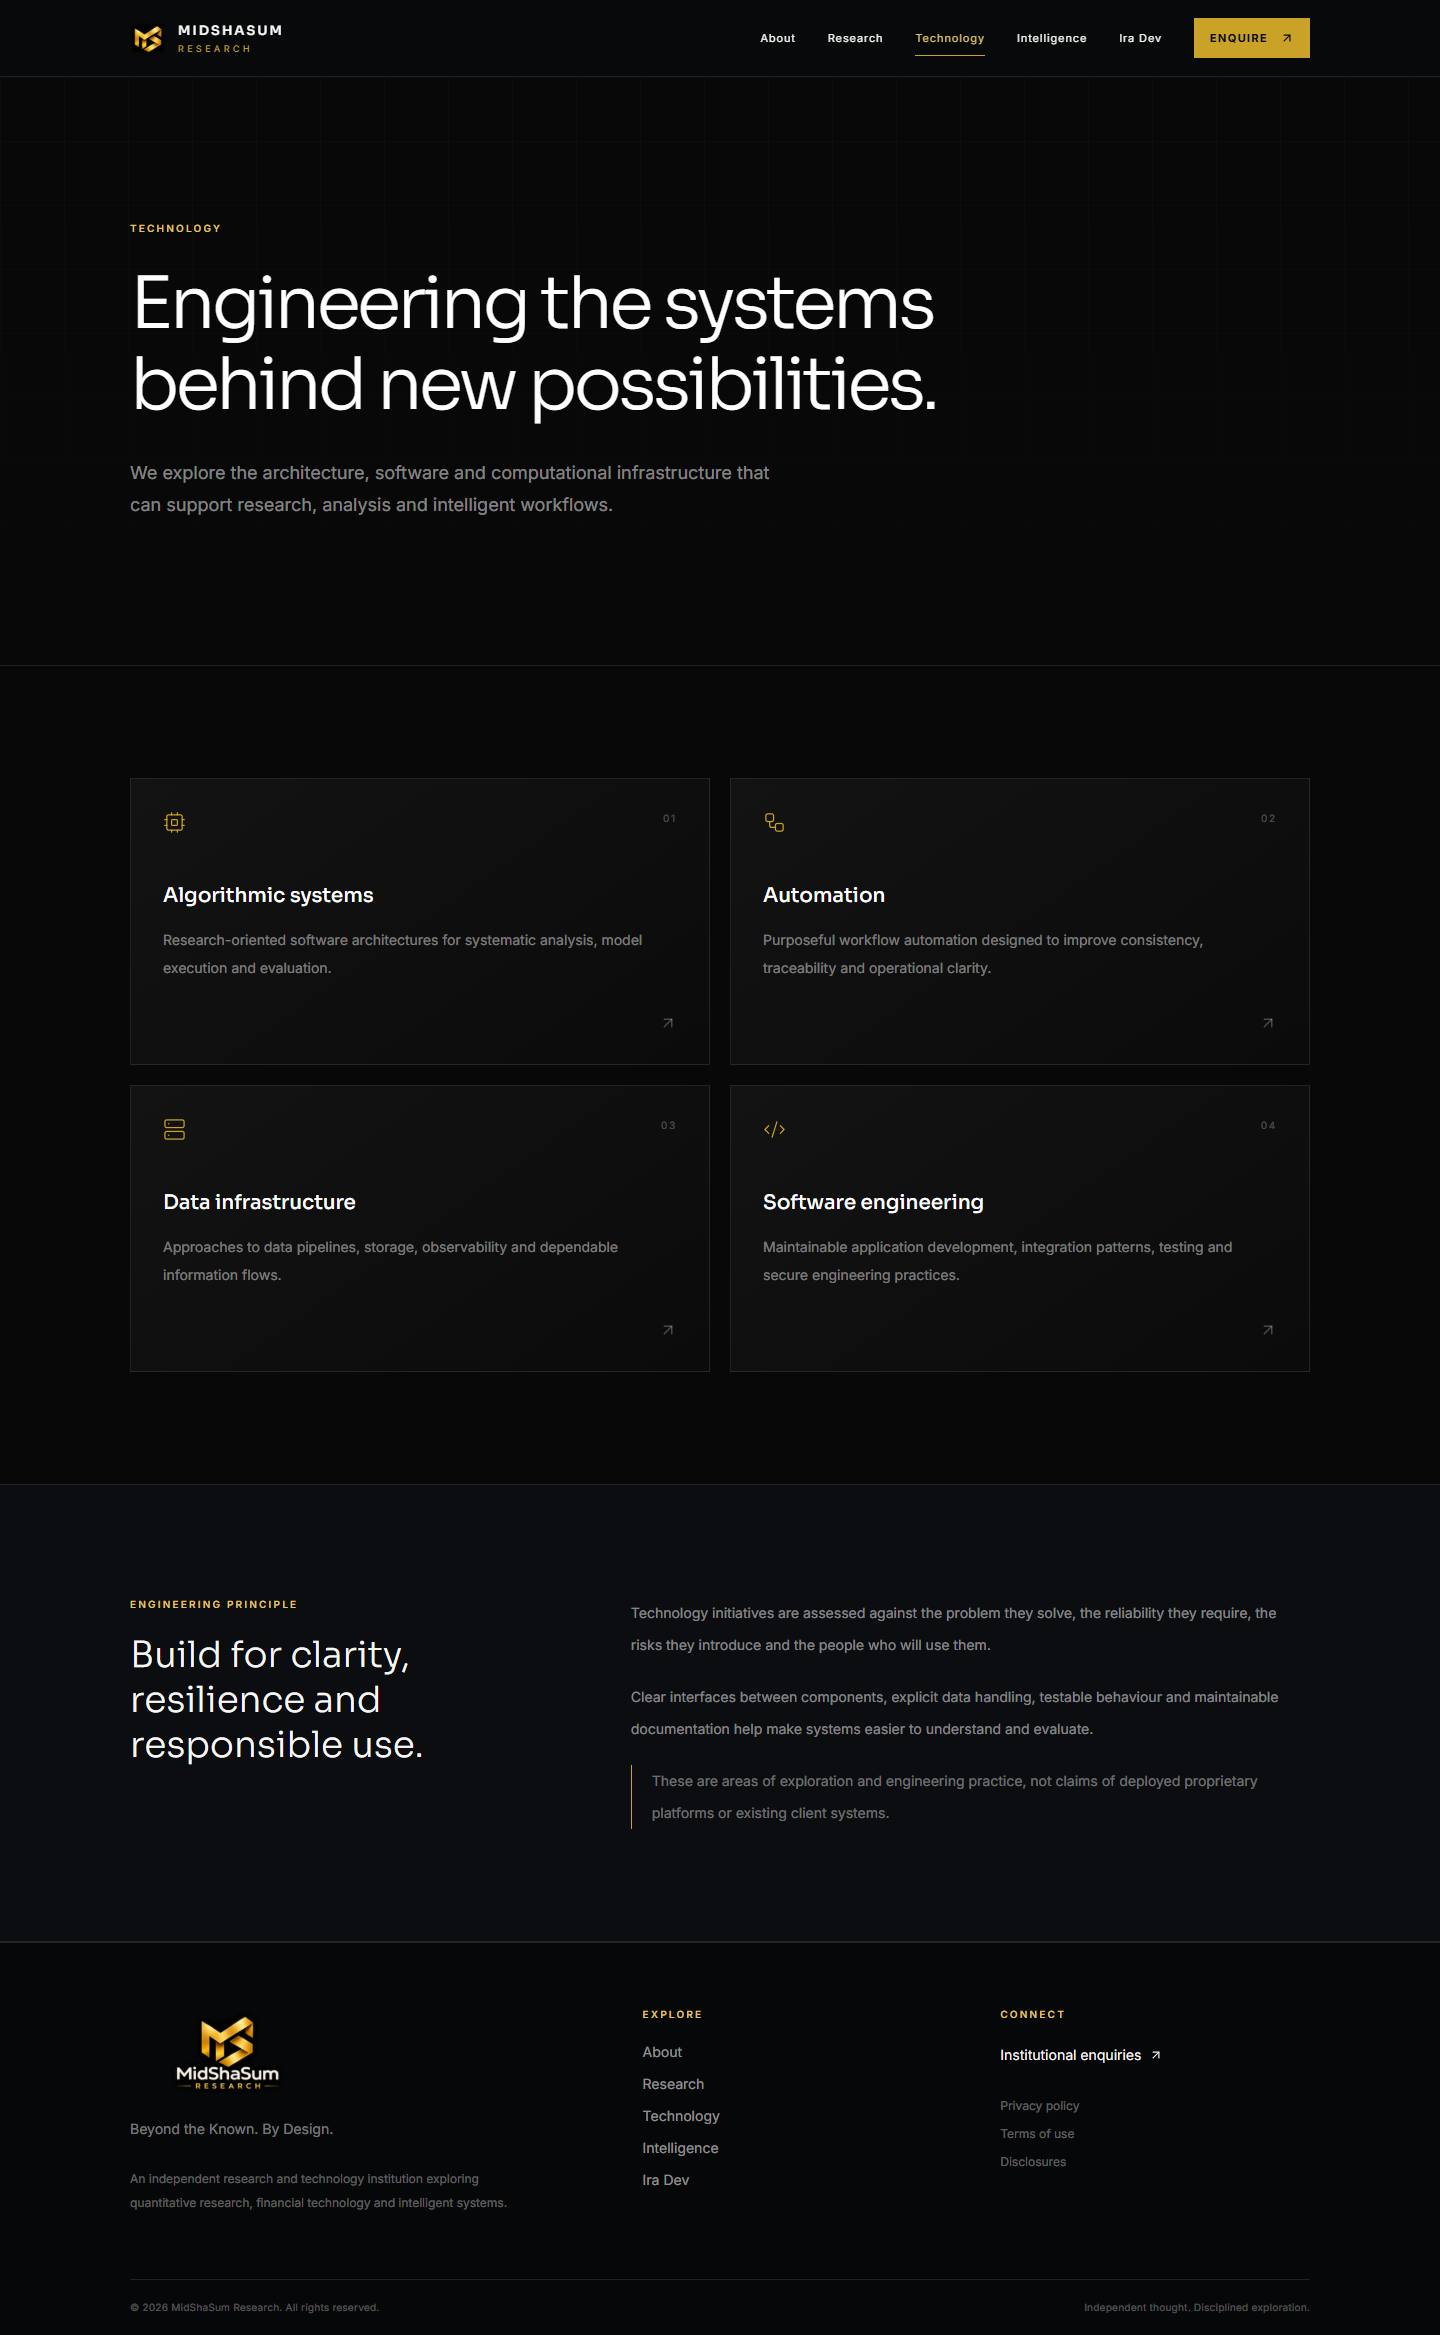 MIDSHASUM
RESEARCH
About
Research
Technology
Intelligence
Ira Dev
ENQUIRE
TECHNOLOGY
Engineering the systems
behind new possibilities.
We explore the architecture, software and computational infrastructure that
can support research, analysis and intelligent workflows.
01
Algorithmic systems
Research-oriented software architectures for systematic analysis, model
execution and evaluation.
02
Automation
Purposeful workflow automation designed to improve consistency,
traceability and operational clarity.
03
Data infrastructure
Approaches to data pipelines, storage, observability and dependable
information flows.
04
Software engineering
Maintainable application development, integration patterns, testing and
secure engineering practices.
ENGINEERING PRINCIPLE
Build for clarity,
resilience and
responsible use.
Technology initiatives are assessed against the problem they solve, the reliability they require, the
risks they introduce and the people who will use them.
Clear interfaces between components, explicit data handling, testable behaviour and maintainable
documentation help make systems easier to understand and evaluate.
These are areas of exploration and engineering practice, not claims of deployed proprietary
platforms or existing client systems.
MidShaSum
RESEARCH
Beyond the Known. By Design.
An independent research and technology institution exploring
quantitative research, financial technology and intelligent systems.
EXPLORE
About
Research
Technology
Intelligence
Ira Dev
CONNECT
Institutional enquiries
Privacy policy
Terms of use
Disclosures
© 2026 MidShaSum Research. All rights reserved.
Independent thought. Disciplined exploration.